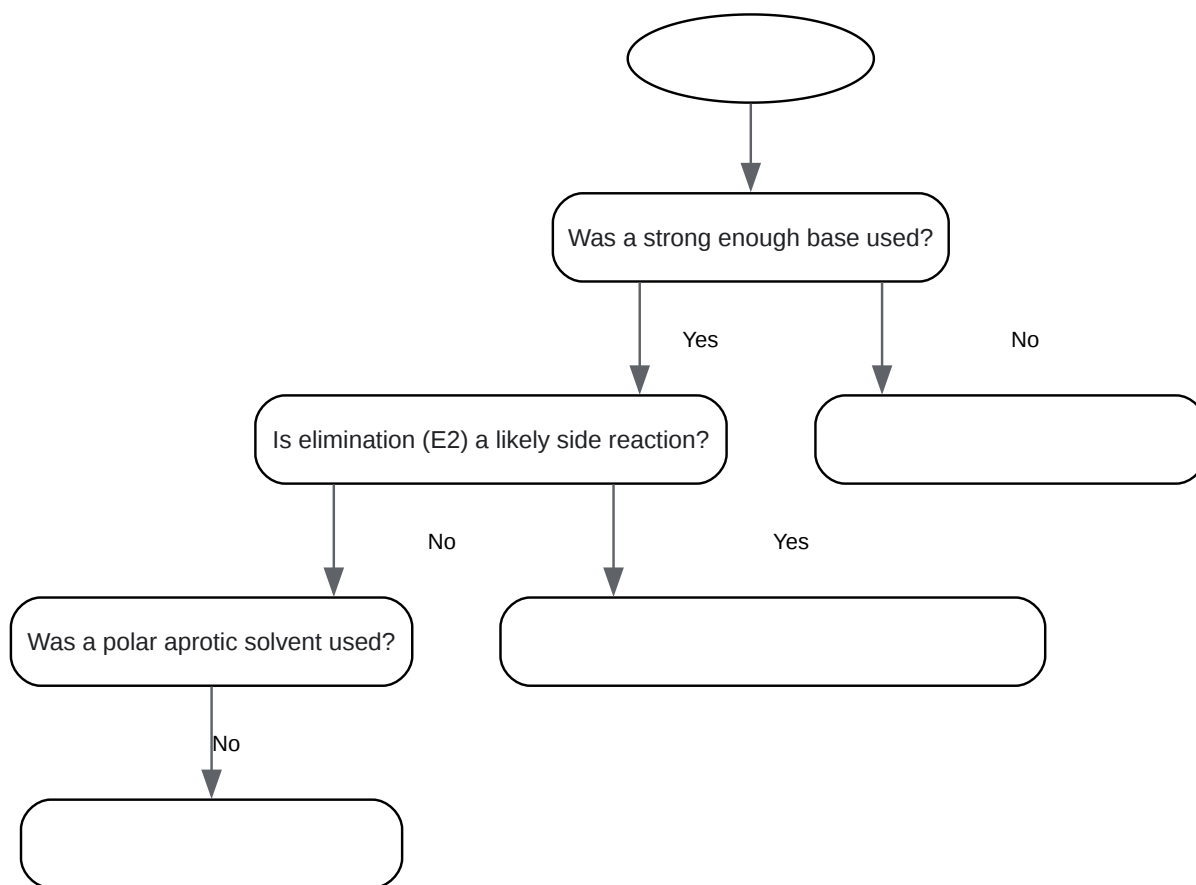 Was a strong enough base used?
Yes
No
Is elimination (E2) a likely side reaction?
No
Yes
Was a polar aprotic solvent used?
No